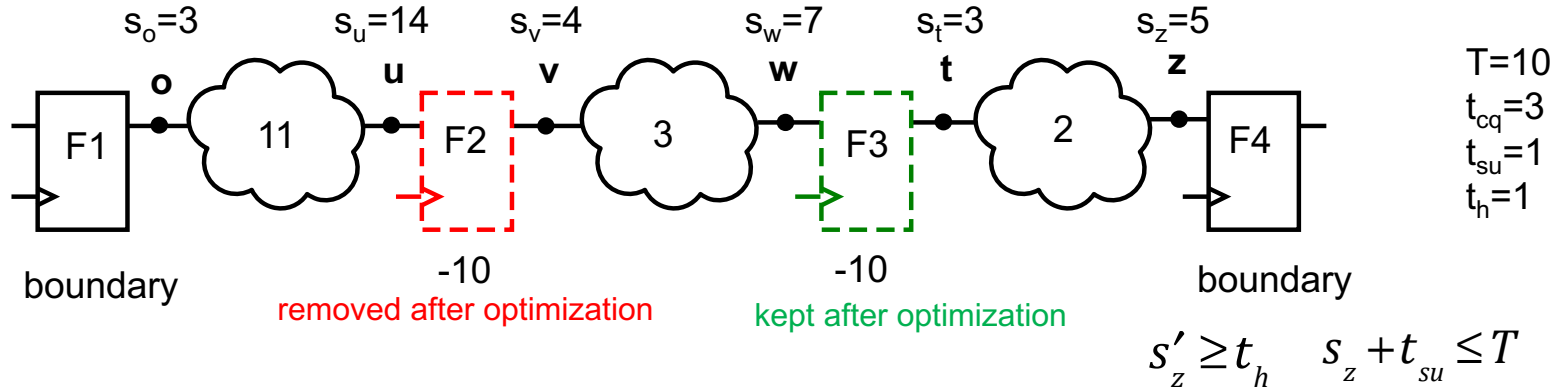 s_o=3 s_u=14 s_v=4 s_w=7 s_t=3 s_z=5
o u v w t z
F1 11 F2 3 F3 2 F4
T=10
t_cq=3
t_su=1
t_h=1
boundary -10 -10 boundary
removed after optimization kept after optimization
s'_z ≥ t_h s_z + t_su ≤ T